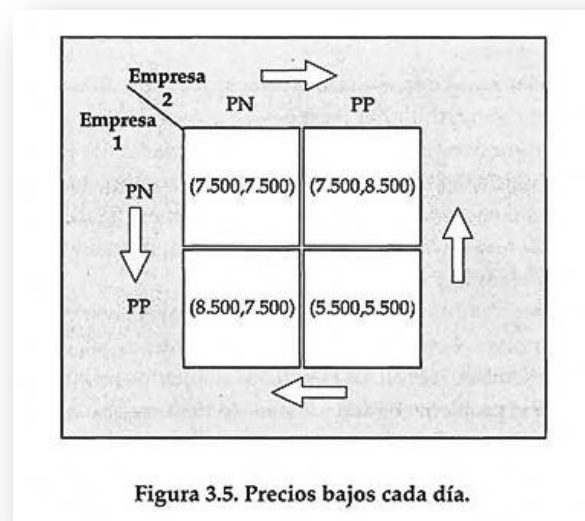 Empresa
2
PN PP
Empresa
1
PN
(7.500,7.500) (7.500,8.500)
PP
(8.500,7.500) (5.500,5.500)
Figura 3.5. Precios bajos cada día.